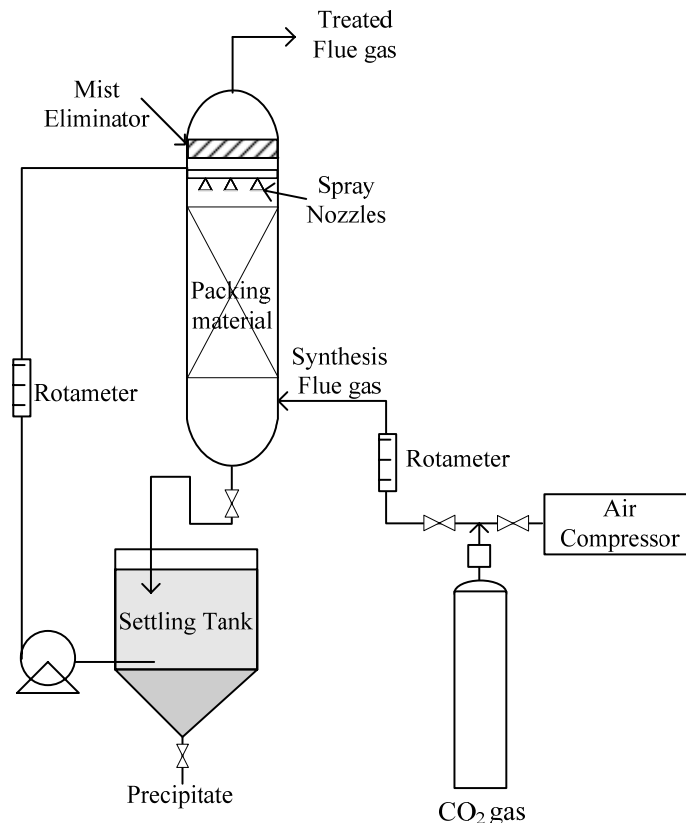 Treated
Flue gas
Mist
Eliminator
Spray
Nozzles
Packing
material
Synthesis
Flue gas
Rotameter
Rotameter
Air
Compressor
Settling Tank
Precipitate
CO₂ gas